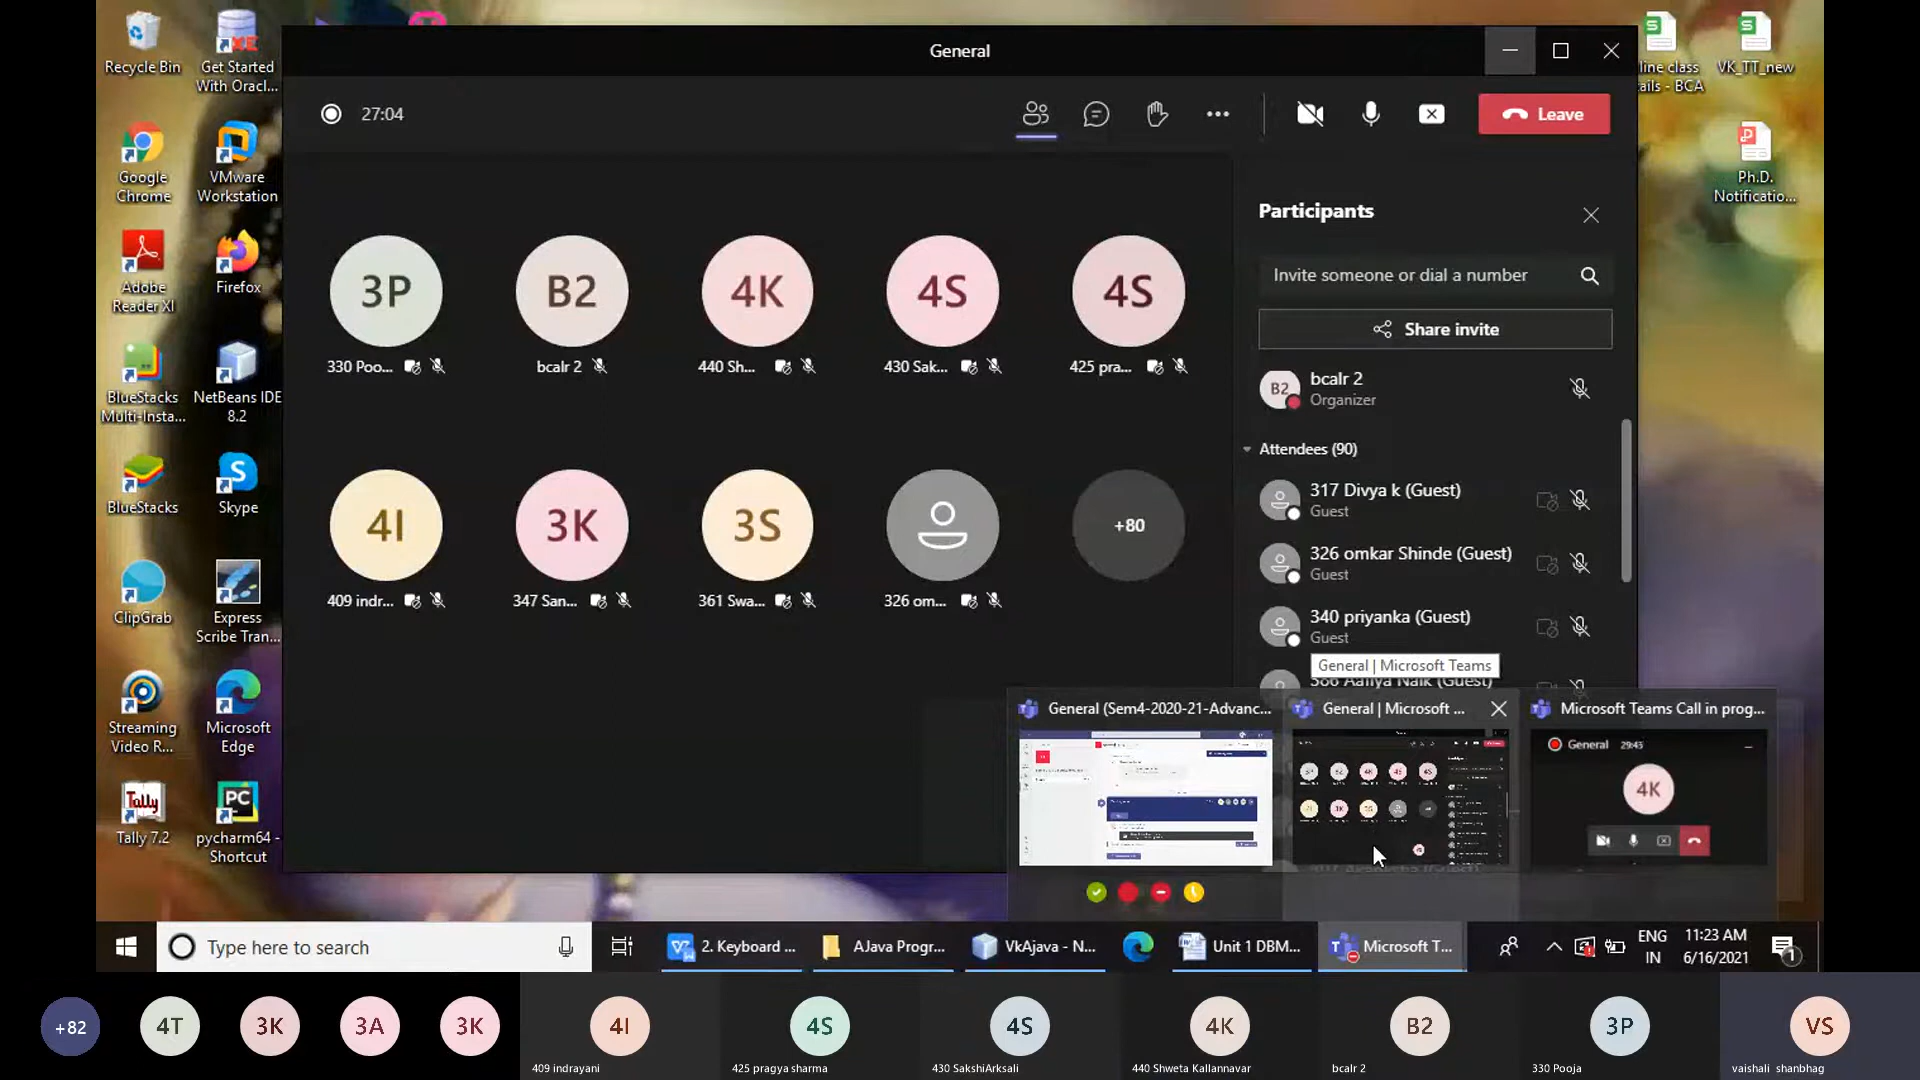 Recycle Bin
Get Started
With Oracl...
Google
Chrome
VMware
Workstation
Adobe
Reader XI
Firefox
BlueStacks
Multi-Insta...
NetBeans IDE
8.2
BlueStacks
Skype
ClipGrab
Express
Scribe Tran...
Streaming
Video R...
Microsoft
Edge
Tally
Tally 7.2
PC
pycharm64 -
Shortcut
General
27:04
Leave
3P
B2
4K
4S
4S
330 Poo...
bcalr 2
440 Sh...
430 Sak...
425 pra...
4I
3K
3S
+80
409 indr...
347 San...
361 Swa...
326 om...
Participants
Invite someone or dial a number
Share invite
B2
bcalr 2
Organizer
Attendees (90)
317 Divya k (Guest)
Guest
326 omkar Shinde (Guest)
Guest
340 priyanka (Guest)
Guest
General | Microsoft Teams
386 Aaliya Naik (Guest)
General (Sem4-2020-21-Advanc...
General | Microsoft ...
Microsoft Teams Call in prog...
General 29:43
4K
line class
ails - BCA
VK_TT_new
Ph.D.
Notificatio...
Type here to search
2. Keyboard ...
AJava Progr...
VkAjava - N...
Unit 1 DBM...
Microsoft T...
ENG
IN
11:23 AM
6/16/2021
1
+82
4T
3K
3A
3K
4I
4S
4S
4K
B2
3P
VS
409 indrayani
425 pragya sharma
430 SakshiArksali
440 Shweta Kallannavar
bcalr 2
330 Pooja
vaishali shanbhag